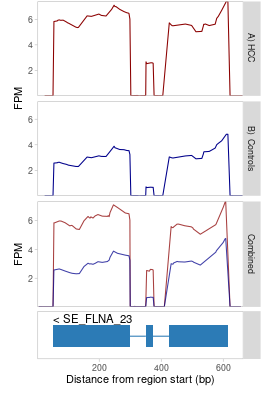 6
4
2
A) HCC
FPM
6
4
2
B) Controls
6
4
2
FPM
Combined
< SE_FLNA_23
200
400
600
Distance from region start (bp)